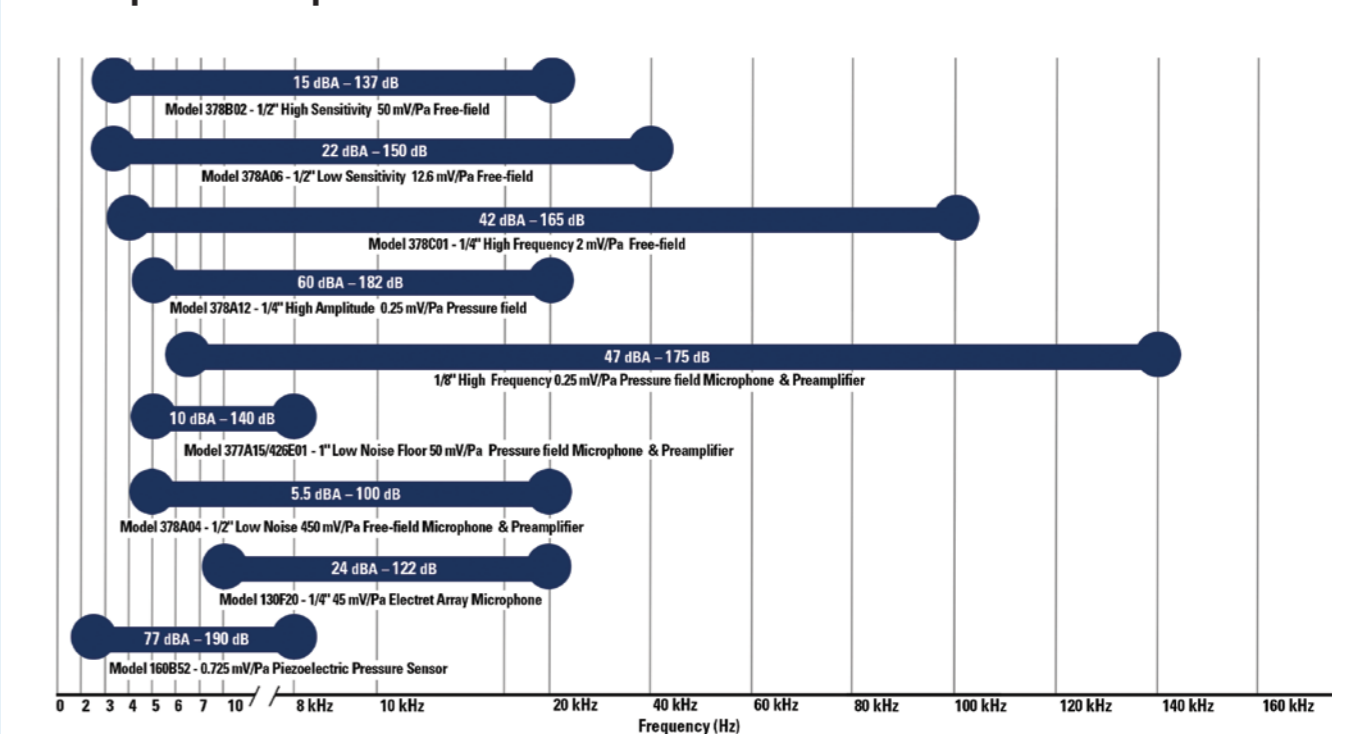 15 dBA – 137 dB
Model 378B02 - 1/2" High Sensitivity 50 mV/Pa Free-field
22 dBA – 150 dB
Model 378A06 - 1/2" Low Sensitivity 12.6 mV/Pa Free-field
42 dBA – 165 dB
Model 378C01 - 1/4" High Frequency 2 mV/Pa Free-field
60 dBA – 182 dB
Model 378A12 - 1/4" High Amplitude 0.25 mV/Pa Pressure field
47 dBA – 175 dB
1/8" High Frequency 0.25 mV/Pa Pressure field Microphone & Preamplifier
10 dBA – 140 dB
Model 377A15/426E01 - 1" Low Noise Floor 50 mV/Pa Pressure field Microphone & Preamplifier
5.5 dBA – 100 dB
Model 378A04 - 1/2" Low Noise 450 mV/Pa Free-field Microphone & Preamplifier
24 dBA – 122 dB
Model 130F20 - 1/4" 45 mV/Pa Electret Array Microphone
77 dBA – 190 dB
Model 160B52 - 0.725 mV/Pa Piezoelectric Pressure Sensor
0 2 3 4 5 6 7 10 8 kHz 10 kHz 20 kHz 40 kHz 60 kHz 80 kHz 100 kHz 120 kHz 140 kHz 160 kHz
Frequency (Hz)